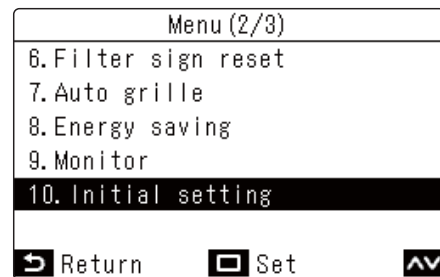 Menu(2/3)
6.Filter sign reset
7.Auto grille
8.Energy saving
9.Monitor
10.Initial setting
Return Set